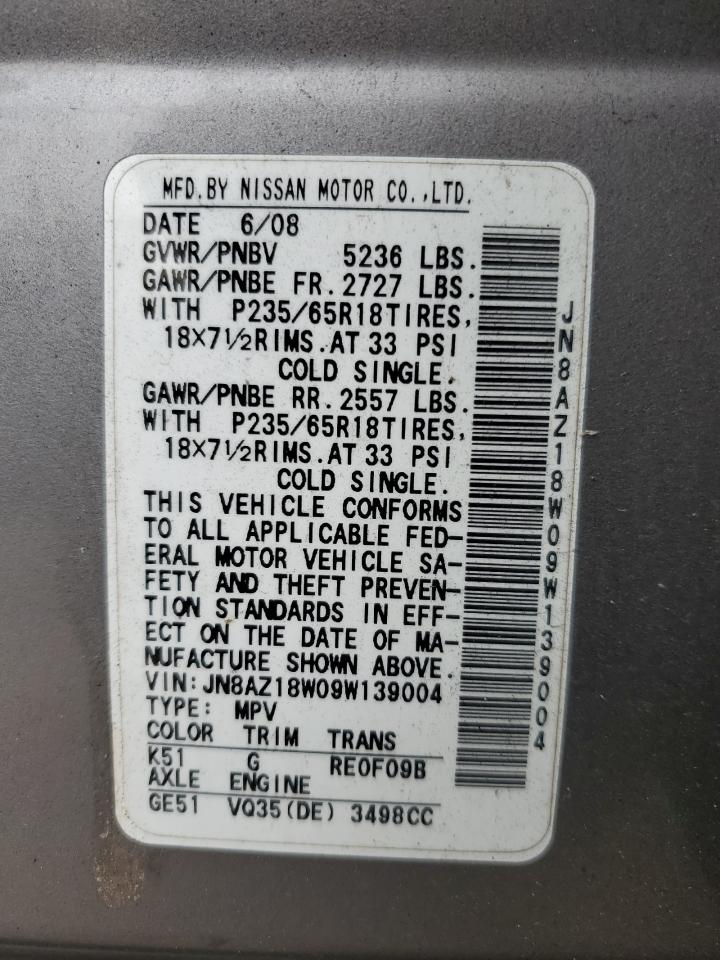 MFD.BY NISSAN MOTOR CO.,LTD.
DATE 6/08
GVWR/PNBV 5236 LBS.
GAWR/PNBE FR.2727 LBS.
WITH P235/65R18TIRES,
18X7½RIMS.AT 33 PSI
COLD SINGLE.
GAWR/PNBE RR.2557 LBS.
WITH P235/65R18TIRES,
18X7½RIMS.AT 33 PSI
COLD SINGLE.
THIS VEHICLE CONFORMS
TO ALL APPLICABLE FED-
ERAL MOTOR VEHICLE SA-
FETY AND THEFT PREVEN-
TION STANDARDS IN EFF-
ECT ON THE DATE OF MA-
NUFACTURE SHOWN ABOVE.
VIN:JN8AZ18W09W139004
TYPE: MPV
COLOR TRIM TRANS
K51 G RE0F09B
AXLE ENGINE
GE51 VQ35(DE) 3498CC
JN8AZ18W09W139004